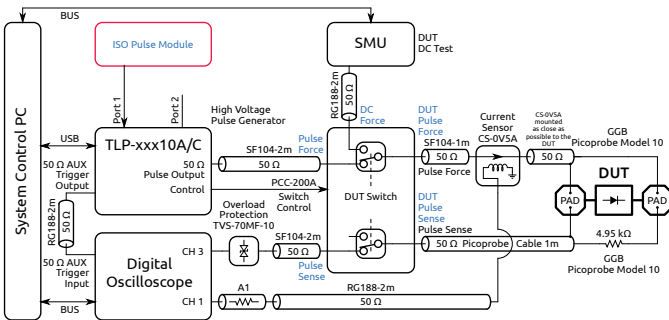 BUS
System Control PC
ISO Pulse Module
Port 1
Port 2
High Voltage
Pulse Generator
SMU
DUT
DC Test
RG188-2m
50 Ω
DC
Force
DUT
Pulse
Force
Current
Sensor
CS-0V5A
CS-0V5A
mounted
as close as
possible to the
DUT
GGB
Picoprobe Model 10
USB
TLP-xxx10A/C
50 Ω
Pulse Output
Control
SF104-2m
50 Ω
Pulse
Force
SF104-1m
50 Ω
Pulse Force
50 Ω
DUT
PAD
PAD
50 Ω AUX
Trigger
Output
RG188-2m
50 Ω
50 Ω AUX
Trigger
Input
PCC-200A
Switch
Control
DUT Switch
Overload
Protection
TVS-70MF-10
DUT
Pulse
Sense
Pulse Sense
50 Ω Picoprobe Cable 1m
4.95 kΩ
GGB
Picoprobe Model 10
Digital
Oscilloscope
CH 3
CH 1
SF104-2m
50 Ω
Pulse
Sense
A1
RG188-2m
50 Ω
BUS